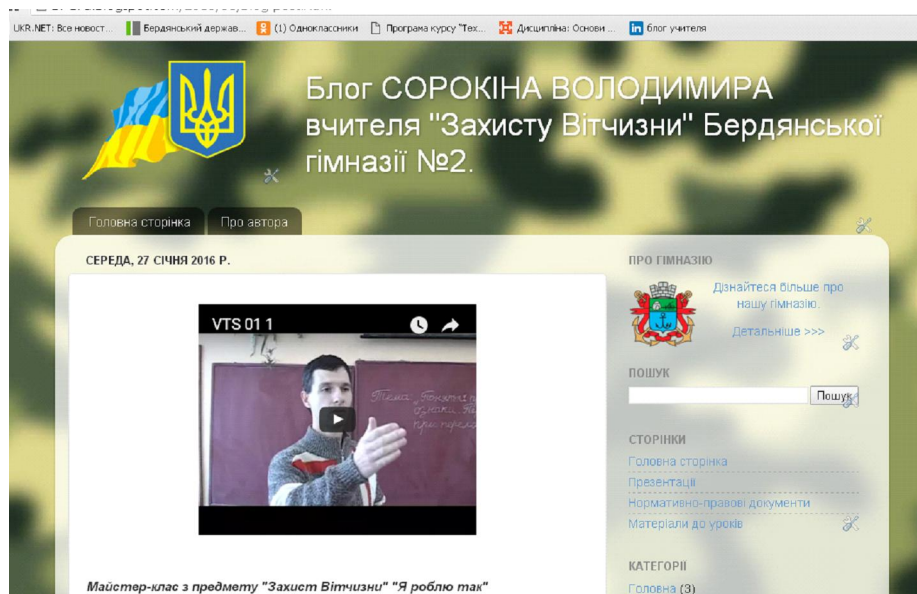 UKR.NET: Все новост...
Бердянський держав...
(1) Одноклассники
Програма курсу "Тех...
Дисципліна: Основи ...
блог учителя
Блог СОРОКІНА ВОЛОДИМИРА
вчителя "Захисту Вітчизни" Бердянської
гімназії №2.
Головна сторінка
Про автора
СЕРЕДА, 27 СІЧНЯ 2016 Р.
VTS 01 1
Тема:
ознаки
при
Майстер-клас з предмету "Захист Вітчизни" "Я роблю так"
ПРО ГІМНАЗІЮ
Дізнайтеся більше про
нашу гімназію.
Детальніше >>>
ПОШУК
Пошук
СТОРІНКИ
Головна сторінка
Презентації
Нормативно-правові документи
Матеріали до уроків
КАТЕГОРІЇ
Головна (3)